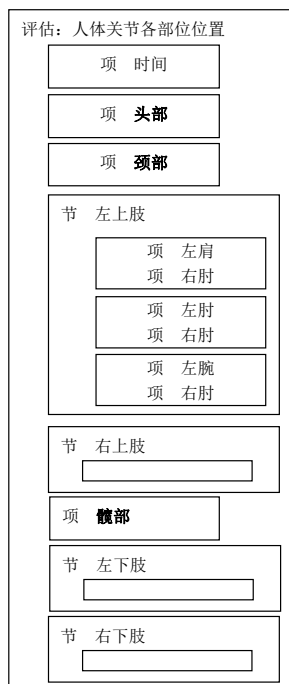 评估：人体关节各部位位置
项 时间
项 头部
项 颈部
节 左上肢
项 左肩
项 右肘
项 左肘
项 右肘
项 左腕
项 右肘
节 右上肢
项 髋部
节 左下肢
节 右下肢